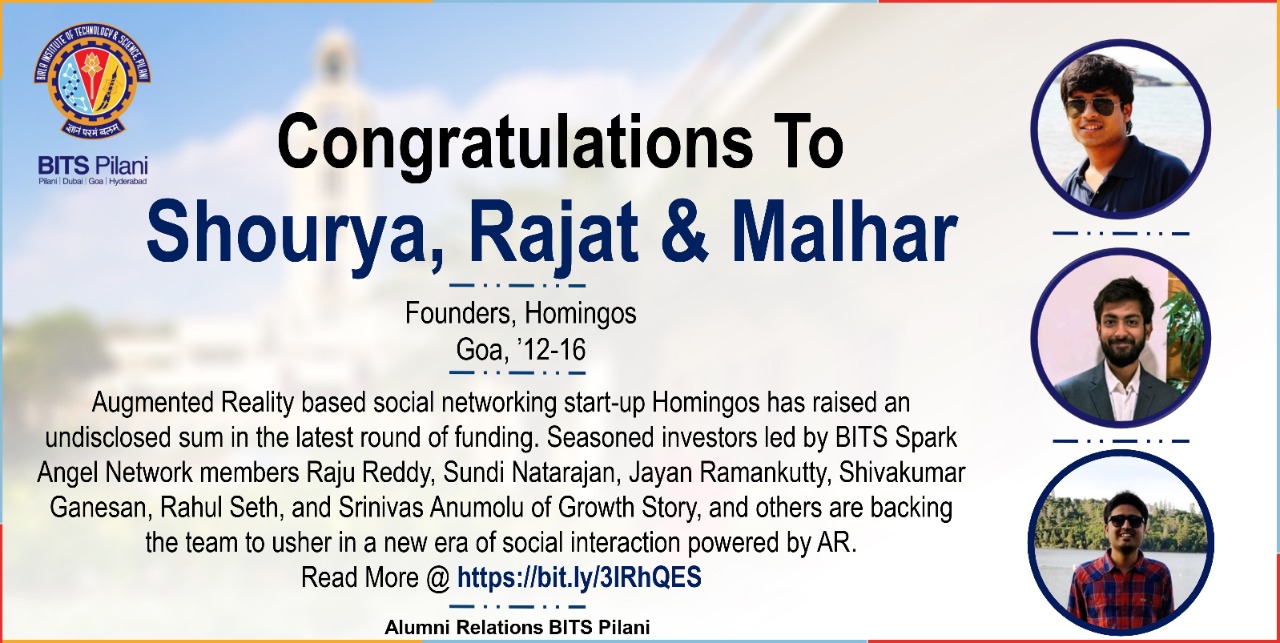 BIRLA INSTITUTE OF TECHNOLOGY & SCIENCE, PILANI
ज्ञानं परमं बलम्
BITS Pilani
Pilani | Dubai | Goa | Hyderabad
Congratulations To
Shourya, Rajat & Malhar
Founders, Homingos
Goa, ’12-16
Augmented Reality based social networking start-up Homingos has raised an
undisclosed sum in the latest round of funding. Seasoned investors led by BITS Spark
Angel Network members Raju Reddy, Sundi Natarajan, Jayan Ramankutty, Shivakumar
Ganesan, Rahul Seth, and Srinivas Anumolu of Growth Story, and others are backing
the team to usher in a new era of social interaction powered by AR.
Read More @ https://bit.ly/3lRhQES
Alumni Relations BITS Pilani